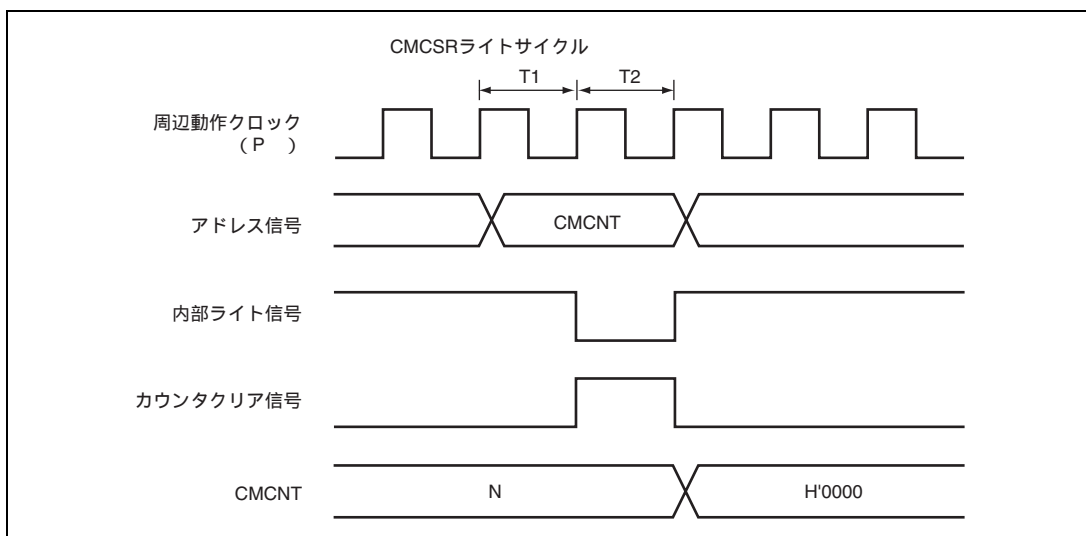 CMCSRライトサイクル
T1 T2
周辺動作クロック
（P　）
アドレス信号
CMCNT
内部ライト信号
カウンタクリア信号
CMCNT
N
H'0000